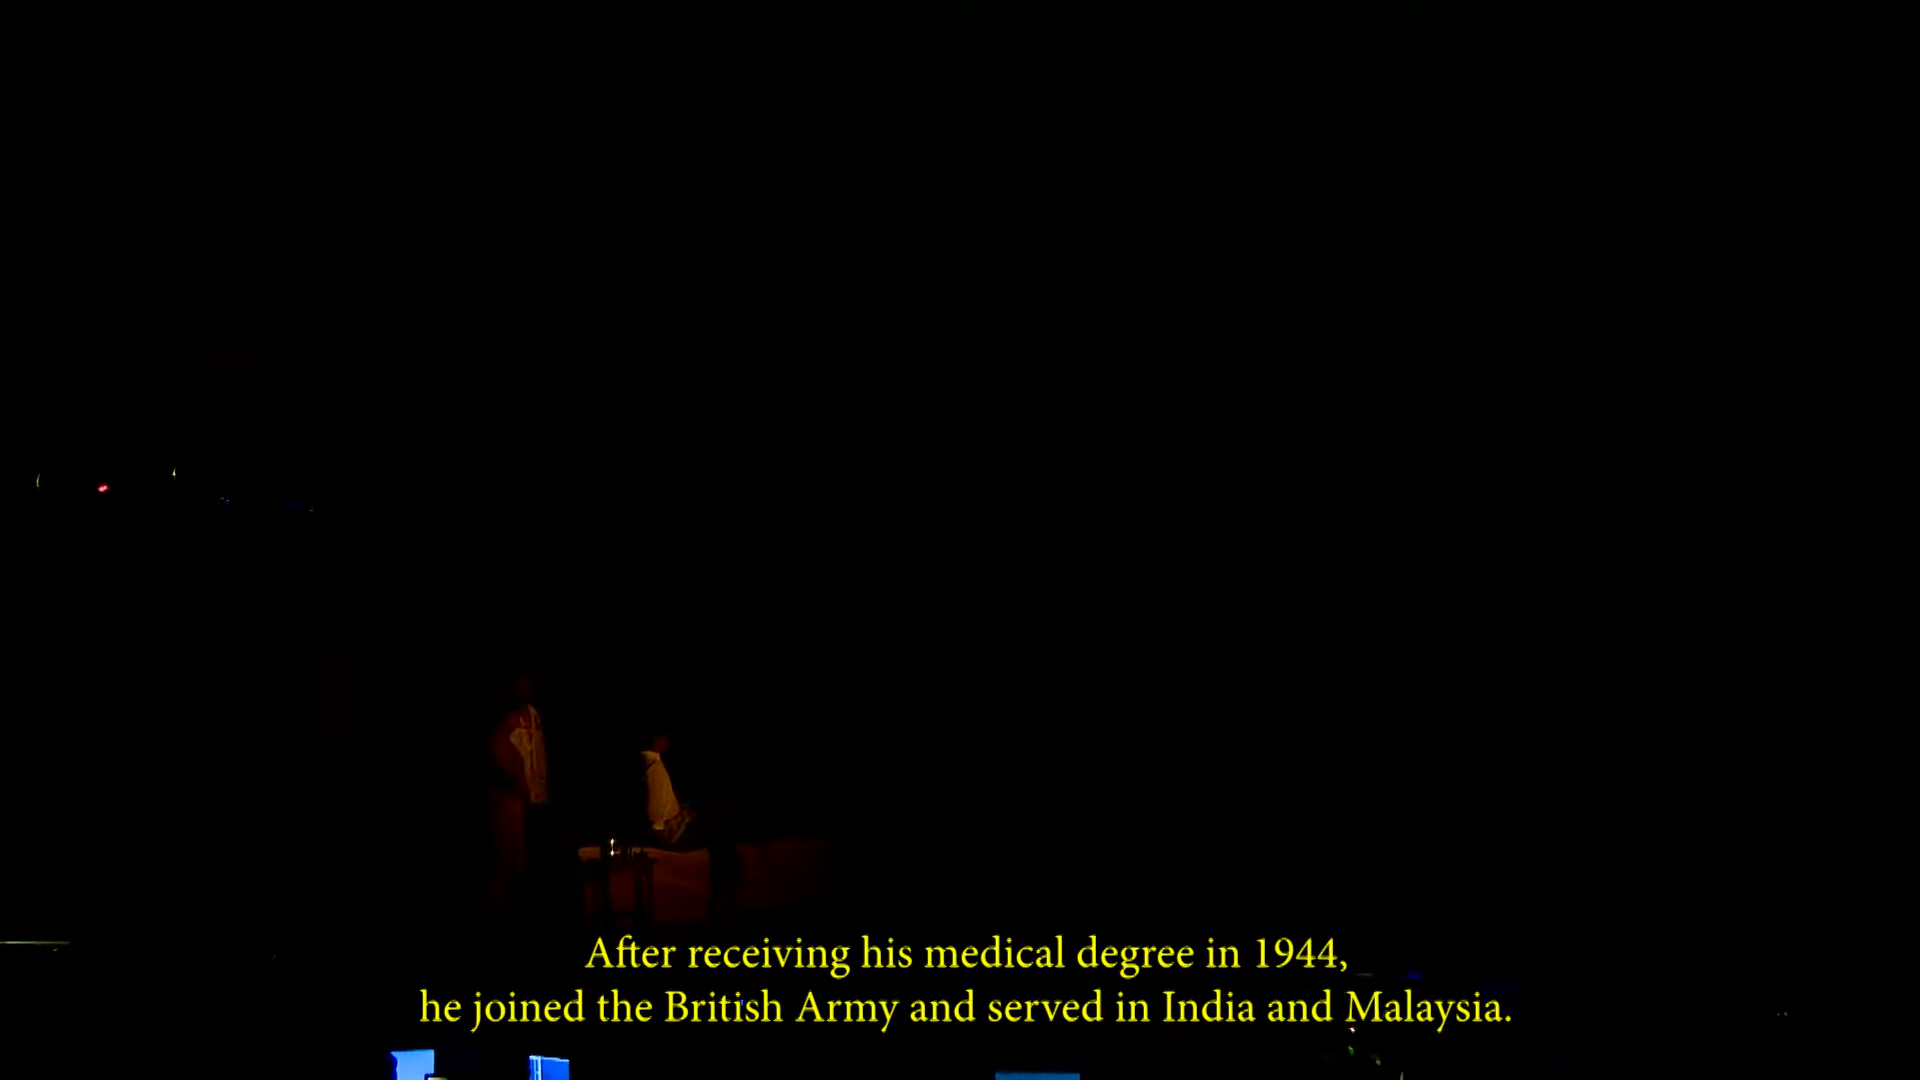 After receiving his medical degree in 1944,
he joined the British Army and served in India and Malaysia.